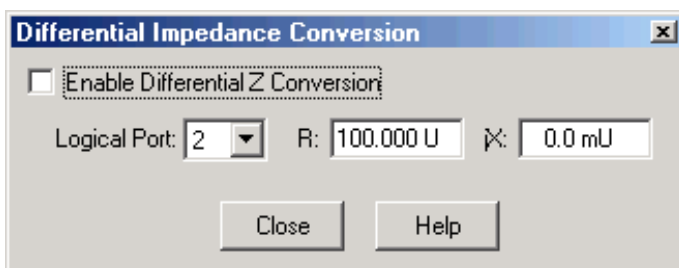 Differential Impedance Conversion
Enable Differential Z Conversion
Logical Port: 2 R: 100.000 U jX: 0.0 mU
Close Help